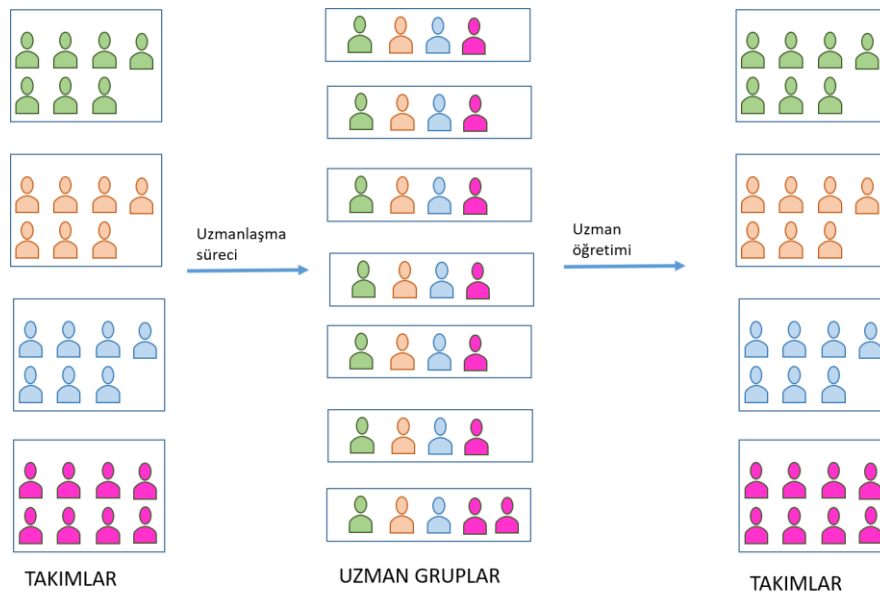 Uzmanlaşma
süreci
Uzman
öğretimi
TAKIMLAR
UZMAN GRUPLAR
TAKIMLAR